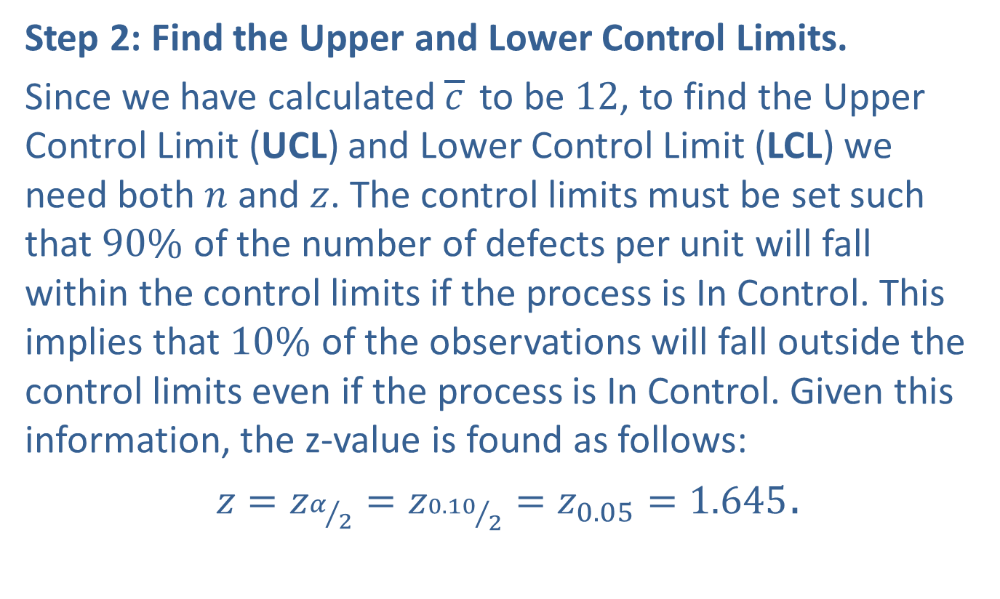 Step 2: Find the Upper and Lower Control Limits.
Since we have calculated c̅ to be 12, to find the Upper
Control Limit (UCL) and Lower Control Limit (LCL) we
need both n and z. The control limits must be set such
that 90% of the number of defects per unit will fall
within the control limits if the process is In Control. This
implies that 10% of the observations will fall outside the
control limits even if the process is In Control. Given this
information, the z-value is found as follows:
z = z_{α/2} = z_{0.10/2} = z_{0.05} = 1.645.